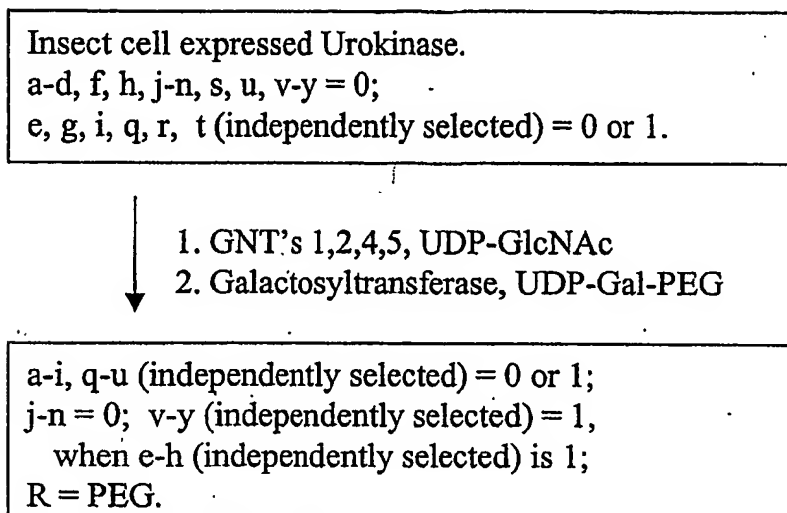 Insect cell expressed Urokinase.
a-d, f, h, j-n, s, u, v-y = 0;
e, g, i, q, r, t (independently selected) = 0 or 1.
1. GNT's 1,2,4,5, UDP-GlcNAc
2. Galactosyltransferase, UDP-Gal-PEG
a-i, q-u (independently selected) = 0 or 1;
j-n = 0; v-y (independently selected) = 1,
when e-h (independently selected) is 1;
R = PEG.